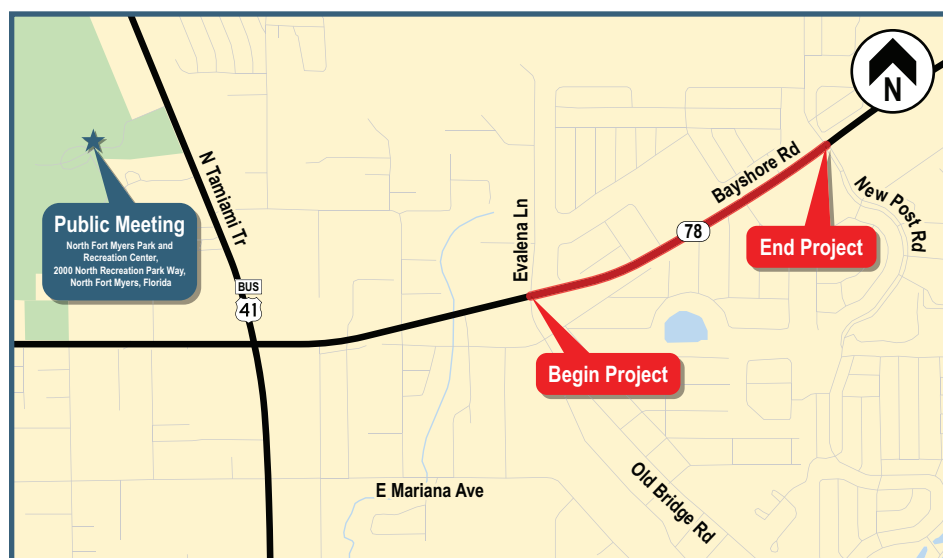 N
N Tamiami Tr
Public Meeting
North Fort Myers Park and
Recreation Center,
2000 North Recreation Park Way,
North Fort Myers, Florida
BUS
41
Evalena Ln
Bayshore Rd
78
New Post Rd
End Project
Begin Project
E Mariana Ave
Old Bridge Rd